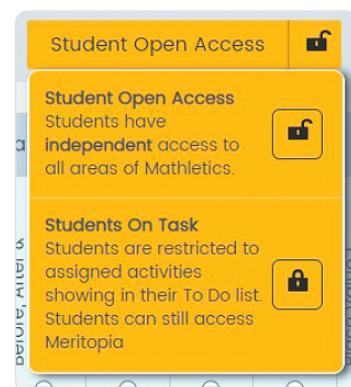 Student Open Access
Student Open Access
Students have
independent access to
all areas of Mathletics.
Students On Task
Students are restricted to
assigned activities
showing in their To Do list.
Students can still access
Meritopia